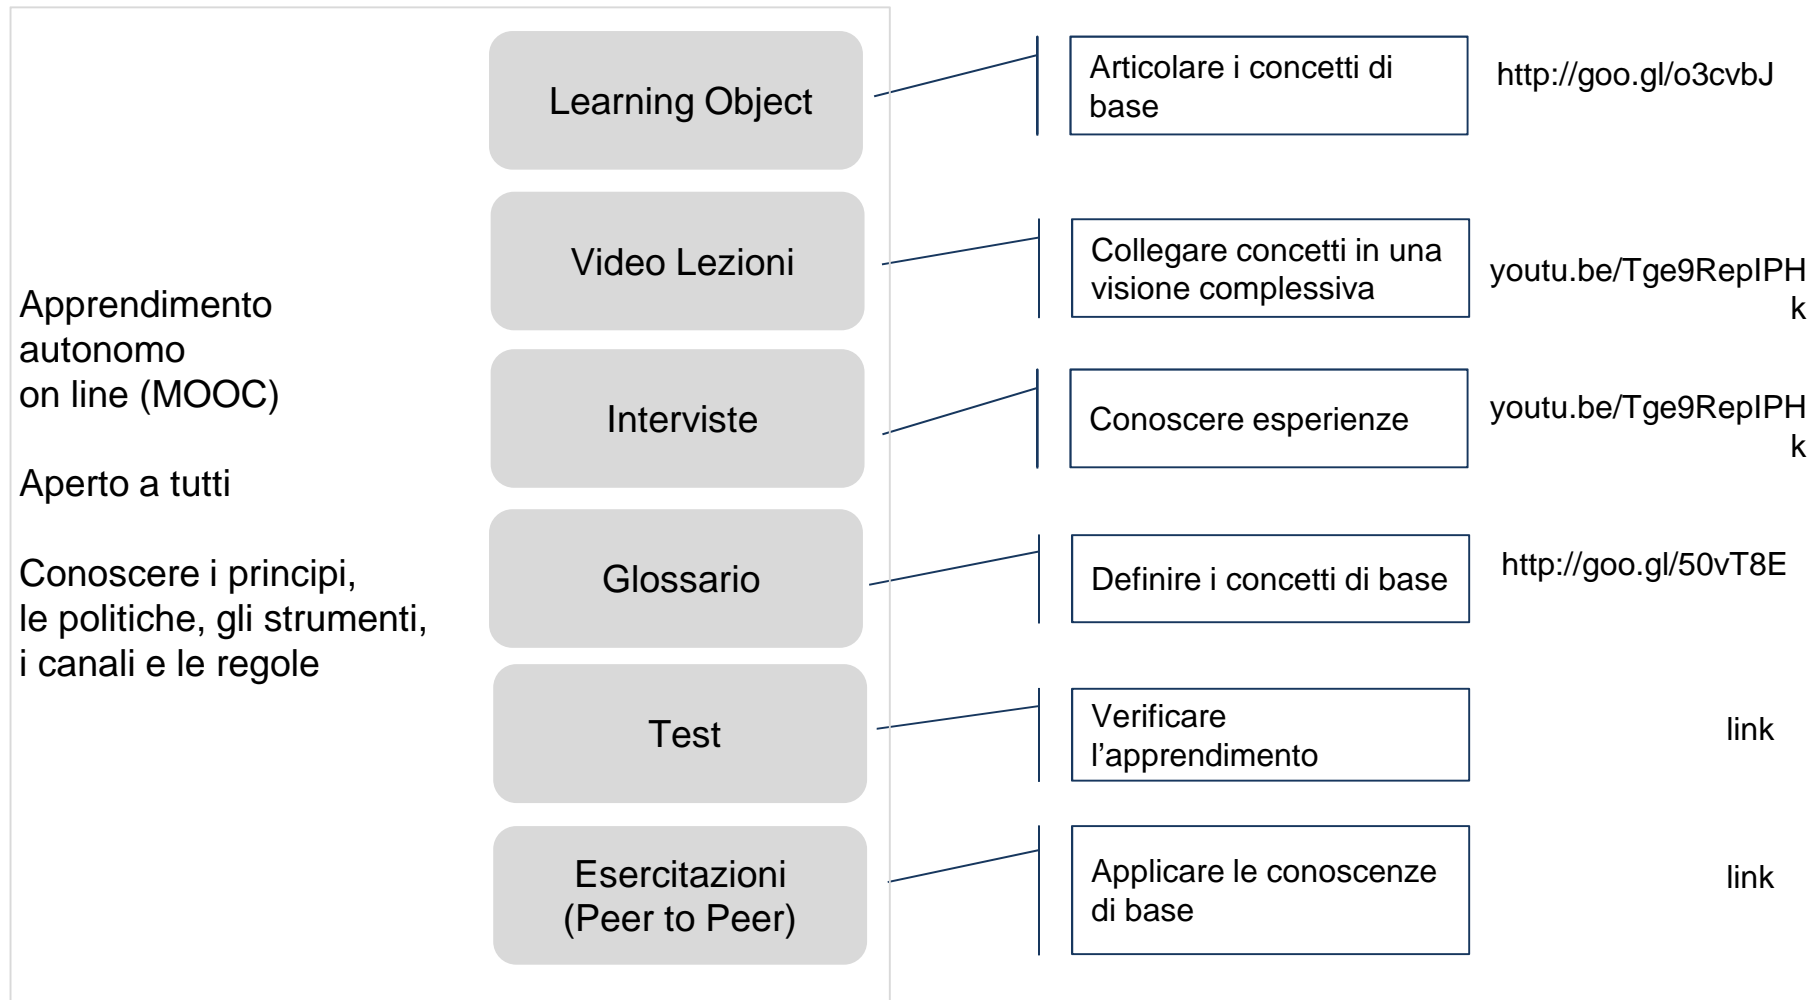 Apprendimento
autonomo
on line (MOOC)
Aperto a tutti
Conoscere i principi,
le politiche, gli strumenti,
i canali e le regole
Learning Object
Articolare i concetti di
base
http://goo.gl/o3cvbJ
Video Lezioni
Collegare concetti in una
visione complessiva
youtu.be/Tge9RepIPH
k
Interviste
Conoscere esperienze
youtu.be/Tge9RepIPH
k
Glossario
Definire i concetti di base
http://goo.gl/50vT8E
Test
Verificare
l’apprendimento
link
Esercitazioni
(Peer to Peer)
Applicare le conoscenze
di base
link